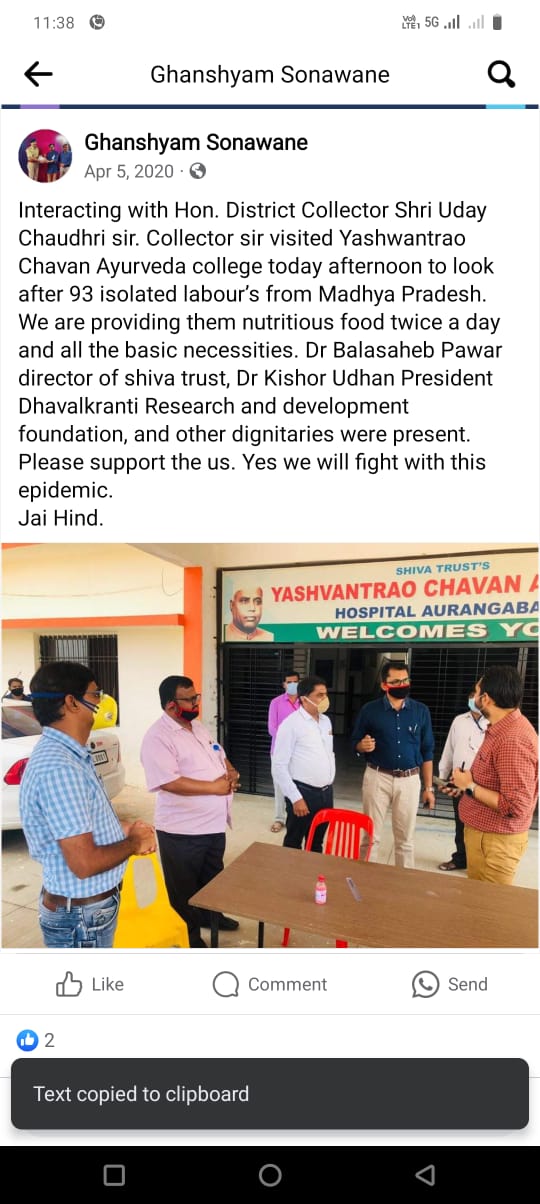 11:38
Vo) LTE1 5G
Ghanshyam Sonawane
Ghanshyam Sonawane
Apr 5, 2020 ·
Interacting with Hon. District Collector Shri Uday
Chaudhri sir. Collector sir visited Yashwantrao
Chavan Ayurveda college today afternoon to look
after 93 isolated labour’s from Madhya Pradesh.
We are providing them nutritious food twice a day
and all the basic necessities. Dr Balasaheb Pawar
director of shiva trust, Dr Kishor Udhan President
Dhavalkranti Research and development
foundation, and other dignitaries were present.
Please support the us. Yes we will fight with this
epidemic.
Jai Hind.
SHIVA TRUST'S
YASHVANTRAO CHAVAN A
HOSPITAL AURANGABA
WELCOMES YO
Like
Comment
Send
2
Text copied to clipboard